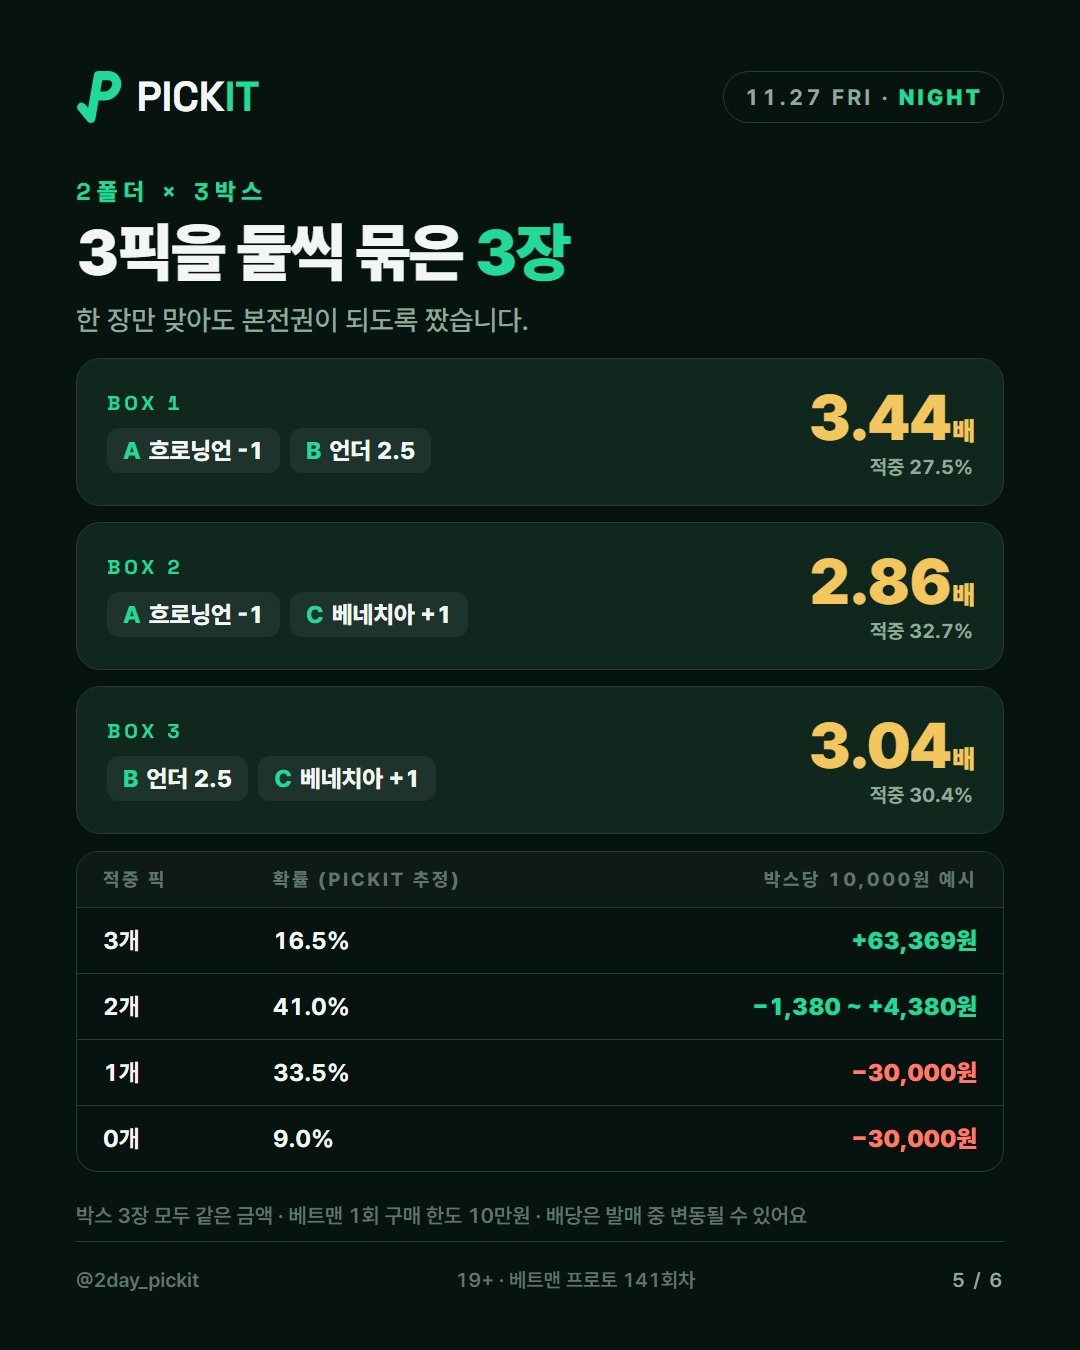 PICKIT
11.27 FRI · NIGHT
2폴더 × 3박스
3픽을 둘씩 묶은 3장
한 장만 맞아도 본전권이 되도록 짰습니다.
BOX 1
A 흐로닝언 -1 B 언더 2.5
3.44배
적중 27.5%
BOX 2
A 흐로닝언 -1 C 베네치아 +1
2.86배
적중 32.7%
BOX 3
B 언더 2.5 C 베네치아 +1
3.04배
적중 30.4%
적중 픽 확률 (PICKIT 추정) 박스당 10,000원 예시
3개 16.5% +63,369원
2개 41.0% −1,380 ~ +4,380원
1개 33.5% −30,000원
0개 9.0% −30,000원
박스 3장 모두 같은 금액 · 베트맨 1회 구매 한도 10만원 · 배당은 발매 중 변동될 수 있어요
@2day_pickit 19+ · 베트맨 프로토 141회차 5 / 6